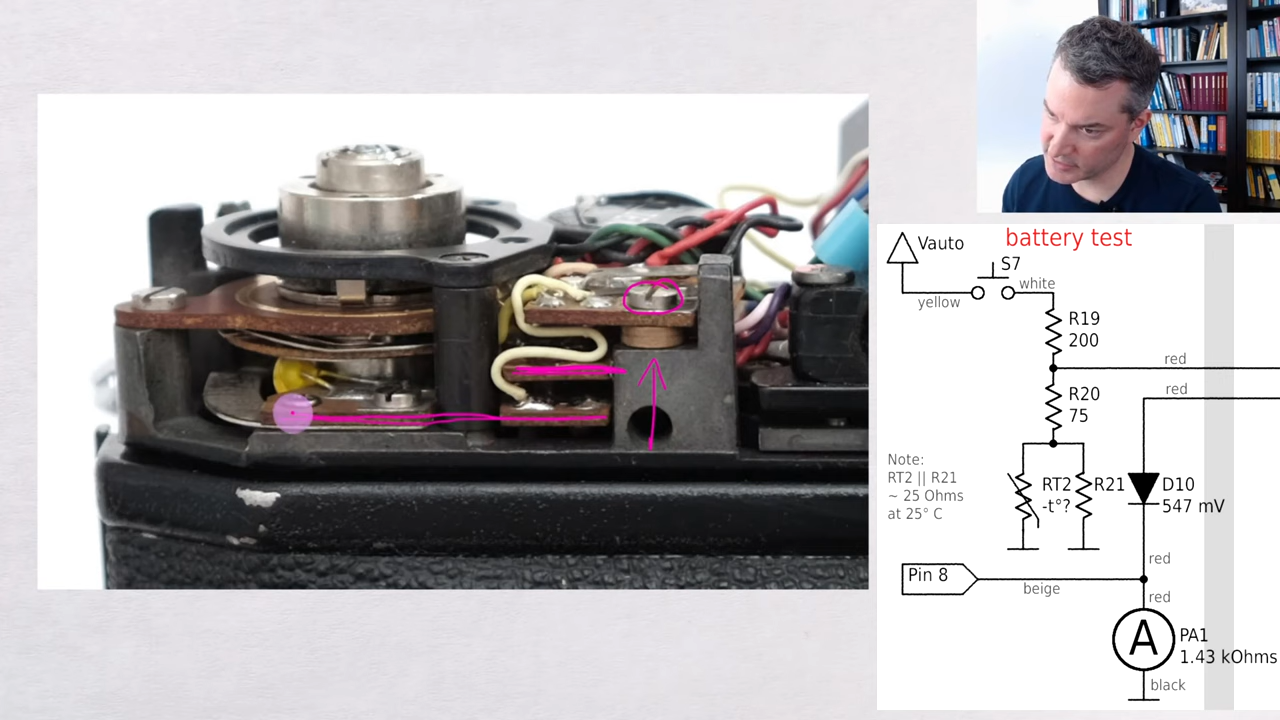 battery test
Vauto
S7
white
yellow
R19
200
red
red
R20
75
Note:
RT2 || R21
~ 25 Ohms
at 25° C
RT2
-t°?
R21
D10
547 mV
red
Pin 8
beige
red
A
PA1
1.43 kOhms
black